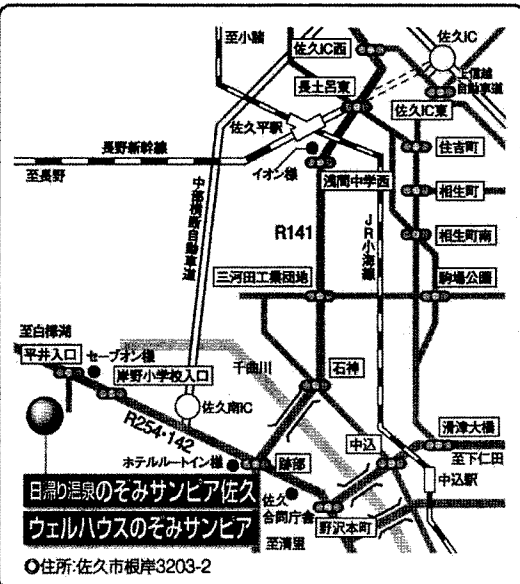 至小諸
佐久IC西
佐久IC
長土呂東
上信越
自動車道
佐久平駅
佐久IC東
長野新幹線
住吉町
至長野
イオン様
浅間中学西
相生町
中部横断自動車道
R141
JR小海線
相生町南
三河田工業団地
駒場公園
至白樺湖
平井入口
セーブオン様
千曲川
岸野小学校入口
石神
佐久南IC
R254・142
滑津大橋
中込
至下仁田
ホテルルートイン様
跡部
中込駅
日帰り温泉のぞみサンピア佐久
佐久
合同庁舎
ウェルハウスのぞみサンピア
野沢本町
至清里
住所:佐久市根岸3203-2